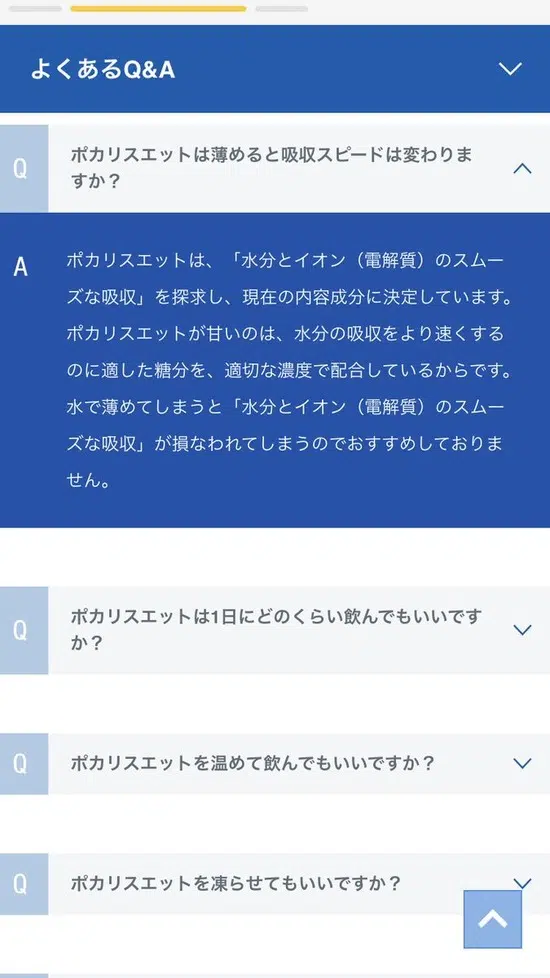 よくあるQ&A
Q
ポカリスエットは薄めると吸収スピードは変わりま
すか？
A
ポカリスエットは、「水分とイオン（電解質）のスムー
ズな吸収」を探求し、現在の内容成分に決定しています。
ポカリスエットが甘いのは、水分の吸収をより速くする
のに適した糖分を、適切な濃度で配合しているからです。
水で薄めてしまうと「水分とイオン（電解質）のスムー
ズな吸収」が損なわれてしまうのでおすすめしておりま
せん。
Q
ポカリスエットは1日にどのくらい飲んでもいいです
か？
Q
ポカリスエットを温めて飲んでもいいですか？
Q
ポカリスエットを凍らせてもいいですか？